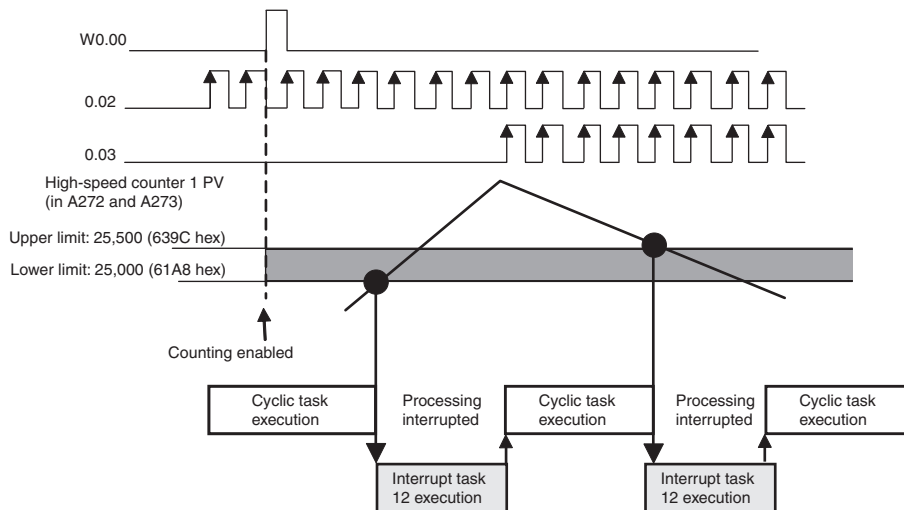 W0.00
0.02
0.03
High-speed counter 1 PV
(in A272 and A273)
Upper limit: 25,500 (639C hex)
Lower limit: 25,000 (61A8 hex)
Counting enabled
Cyclic task
execution
Processing
interrupted
Cyclic task
execution
Processing
interrupted
Cyclic task
execution
Interrupt task
12 execution
Interrupt task
12 execution